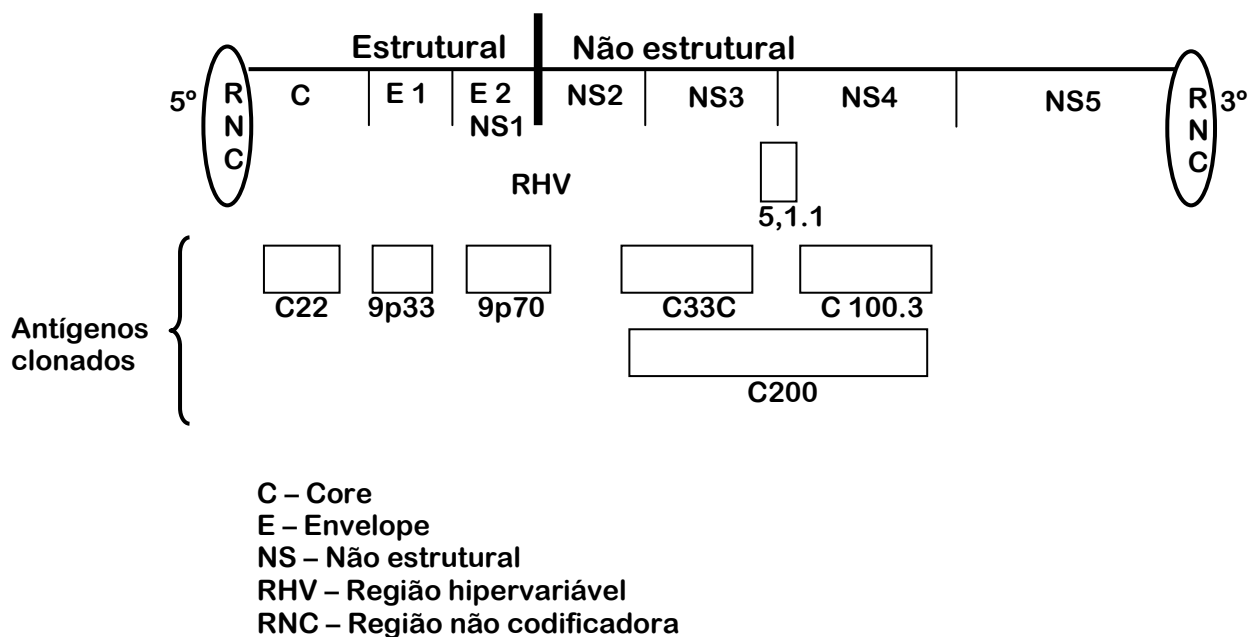 Estrutural Não estrutural
5º R N C C E 1 E 2 NS2 NS3 NS4 NS5 R N C 3º
NS1
RHV
5,1.1
C22 9p33 9p70 C33C C 100.3
Antígenos
clonados
C200
C – Core
E – Envelope
NS – Não estrutural
RHV – Região hipervariável
RNC – Região não codificadora